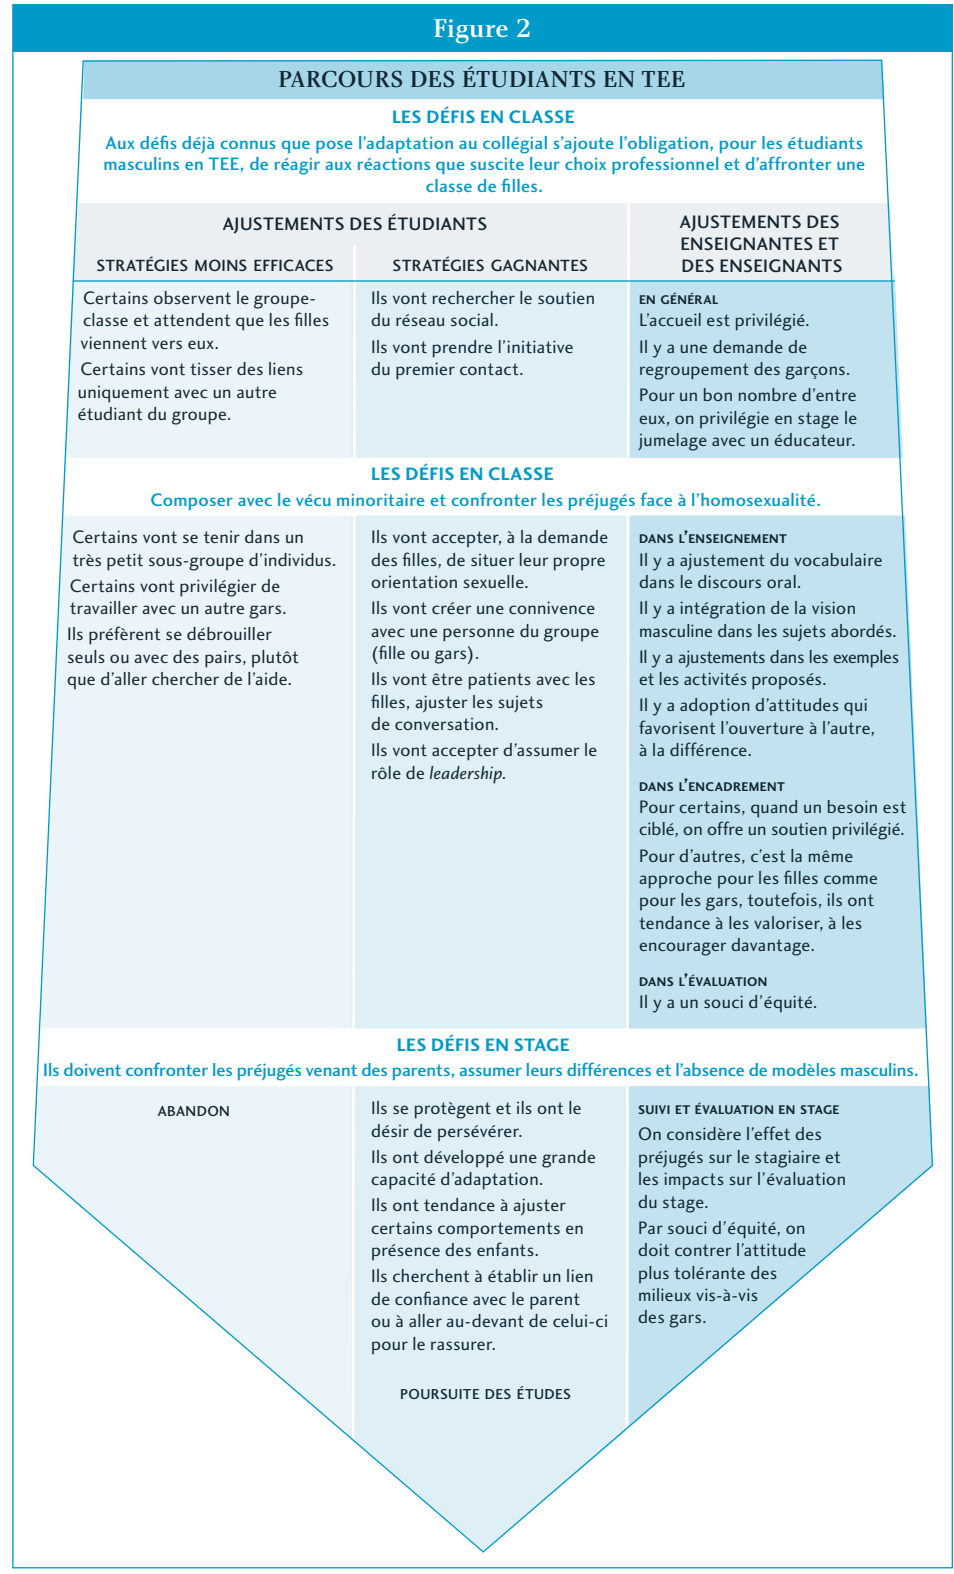 Figure 2
PARCOURS DES ÉTUDIANTS EN TEE
LES DÉFIS EN CLASSE
Aux défis déjà connus que pose l'adaptation au collégial s'ajoute l'obligation, pour les étudiants
masculins en TEE, de réagir aux réactions que suscite leur choix professionnel et d'affronter une
classe de filles.
AJUSTEMENTS DES ÉTUDIANTS
STRATÉGIES MOINS EFFICACES
STRATÉGIES GAGNANTES
AJUSTEMENTS DES
ENSEIGNANTES ET
DES ENSEIGNANTS
Certains observent le groupe-
classe et attendent que les filles
viennent vers eux.
Certains vont tisser des liens
uniquement avec un autre
étudiant du groupe.
Ils vont rechercher le soutien
du réseau social.
Ils vont prendre l'initiative
du premier contact.
EN GÉNÉRAL
L'accueil est privilégié.
Il y a une demande de
regroupement des garçons.
Pour un bon nombre d'entre
eux, on privilégie en stage le
jumelage avec un éducateur.
LES DÉFIS EN CLASSE
Composer avec le vécu minoritaire et confronter les préjugés face à l'homosexualité.
Certains vont se tenir dans un
très petit sous-groupe d'individus.
Certains vont privilégier de
travailler avec un autre gars.
Ils préfèrent se débrouiller
seuls ou avec des pairs, plutôt
que d'aller chercher de l'aide.
Ils vont accepter, à la demande
des filles, de situer leur propre
orientation sexuelle.
Ils vont créer une connivence
avec une personne du groupe
(fille ou gars).
Ils vont être patients avec les
filles, ajuster les sujets
de conversation.
Ils vont accepter d'assumer le
rôle de leadership.
DANS L'ENSEIGNEMENT
Il y a ajustement du vocabulaire
dans le discours oral.
Il y a intégration de la vision
masculine dans les sujets abordés.
Il y a ajustements dans les exemples
et les activités proposés.
Il y a adoption d'attitudes qui
favorisent l'ouverture à l'autre,
à la différence.
DANS L'ENCADREMENT
Pour certains, quand un besoin est
ciblé, on offre un soutien privilégié.
Pour d'autres, c'est la même
approche pour les filles comme
pour les gars, toutefois, ils ont
tendance à les valoriser, à les
encourager davantage.
DANS L'ÉVALUATION
Il y a un souci d'équité.
LES DÉFIS EN STAGE
Ils doivent confronter les préjugés venant des parents, assumer leurs différences et l'absence de modèles masculins.
ABANDON
Ils se protègent et ils ont le
désir de persévérer.
Ils ont développé une grande
capacité d'adaptation.
Ils ont tendance à ajuster
certains comportements en
présence des enfants.
Ils cherchent à établir un lien
de confiance avec le parent
ou à aller au-devant de celui-ci
pour le rassurer.
POURSUITE DES ÉTUDES
SUIVI ET ÉVALUATION EN STAGE
On considère l'effet des
préjugés sur le stagiaire et
les impacts sur l'évaluation
du stage.
Par souci d'équité, on
doit contrer l'attitude
plus tolérante des
milieux vis-à-vis
des gars.